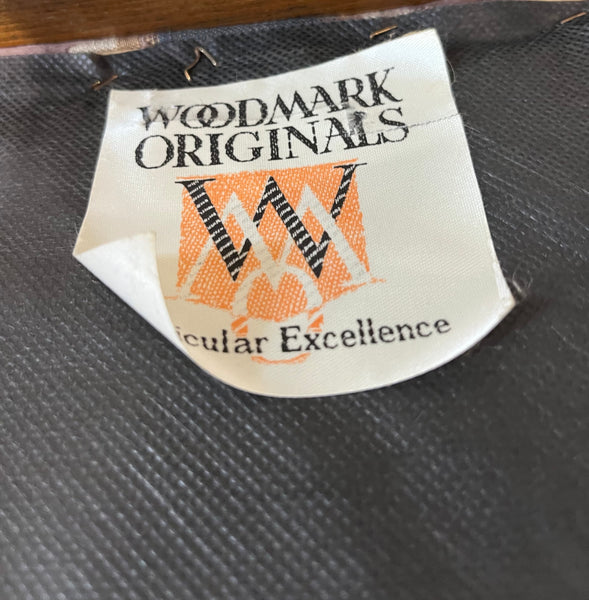 WOODMARK
ORIGINALS
W
icular Excellence